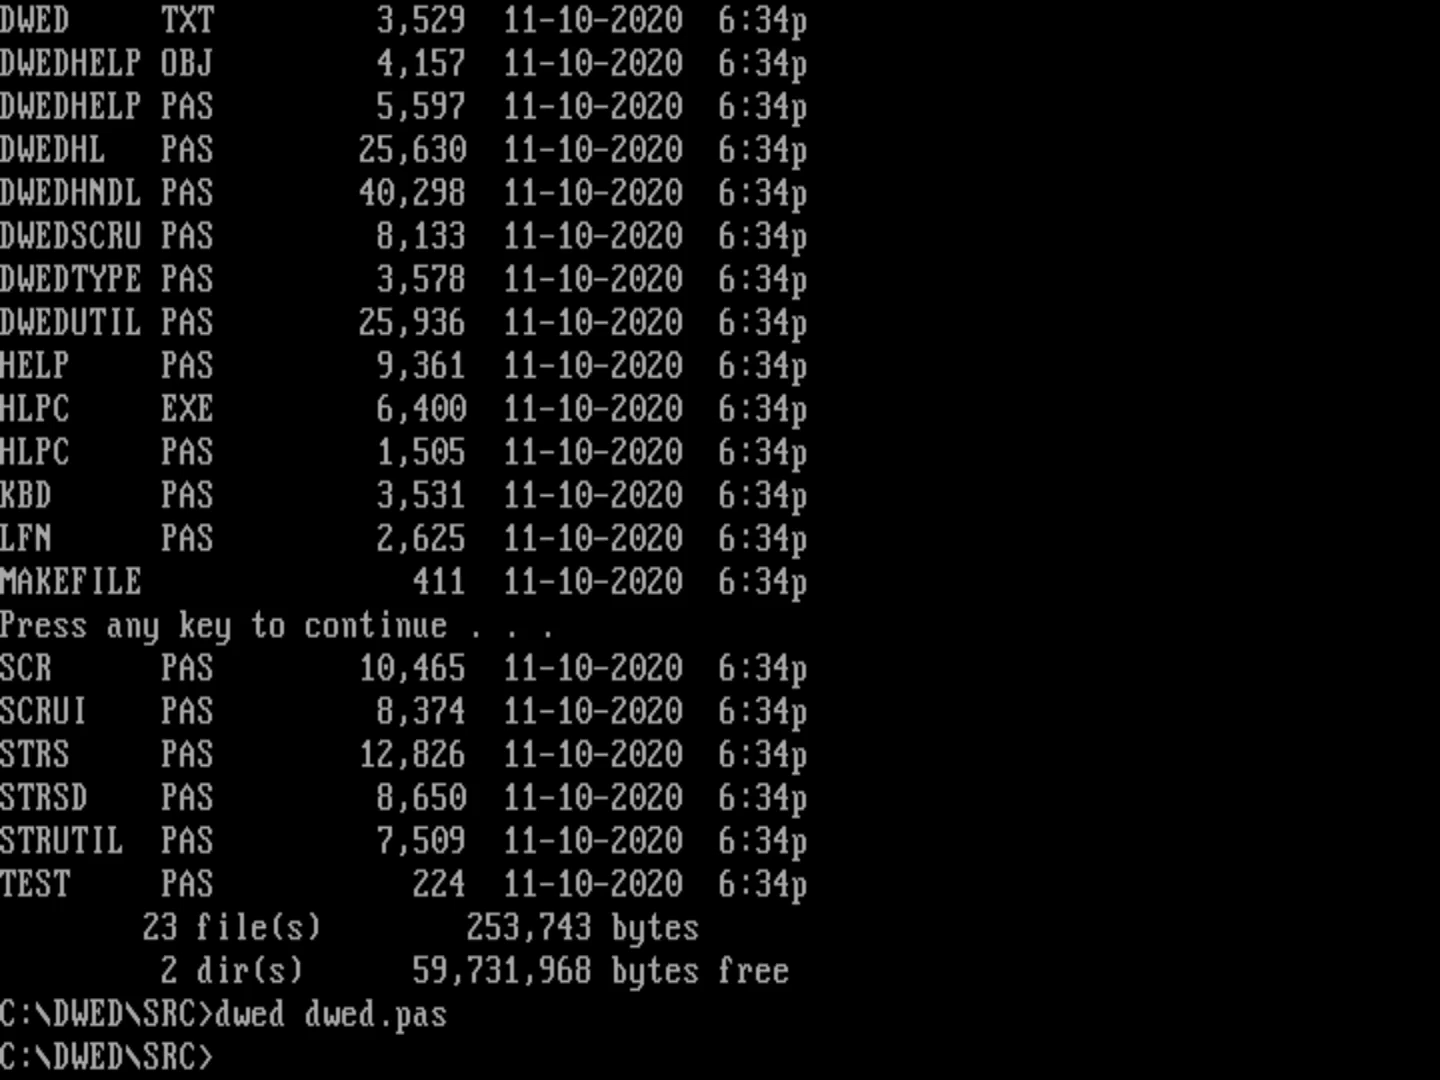 DWED     TXT         3,529  11-10-2020  6:34p
DWEDHELP OBJ         4,157  11-10-2020  6:34p
DWEDHELP PAS         5,597  11-10-2020  6:34p
DWEDHL   PAS        25,630  11-10-2020  6:34p
DWEDHNDL PAS        40,298  11-10-2020  6:34p
DWEDSCRU PAS         8,133  11-10-2020  6:34p
DWEDTYPE PAS         3,578  11-10-2020  6:34p
DWEDUTIL PAS        25,936  11-10-2020  6:34p
HELP     PAS         9,361  11-10-2020  6:34p
HLPC     EXE         6,400  11-10-2020  6:34p
HLPC     PAS         1,505  11-10-2020  6:34p
KBD      PAS         3,531  11-10-2020  6:34p
LFN      PAS         2,625  11-10-2020  6:34p
MAKEFILE               411  11-10-2020  6:34p
Press any key to continue . . .
SCR      PAS        10,465  11-10-2020  6:34p
SCRUI    PAS         8,374  11-10-2020  6:34p
STRS     PAS        12,826  11-10-2020  6:34p
STRSD    PAS         8,650  11-10-2020  6:34p
STRUTIL  PAS         7,509  11-10-2020  6:34p
TEST     PAS           224  11-10-2020  6:34p
        23 file(s)        253,743 bytes
         2 dir(s)      59,731,968 bytes free
C:\DWED\SRC>dwed dwed.pas
C:\DWED\SRC>